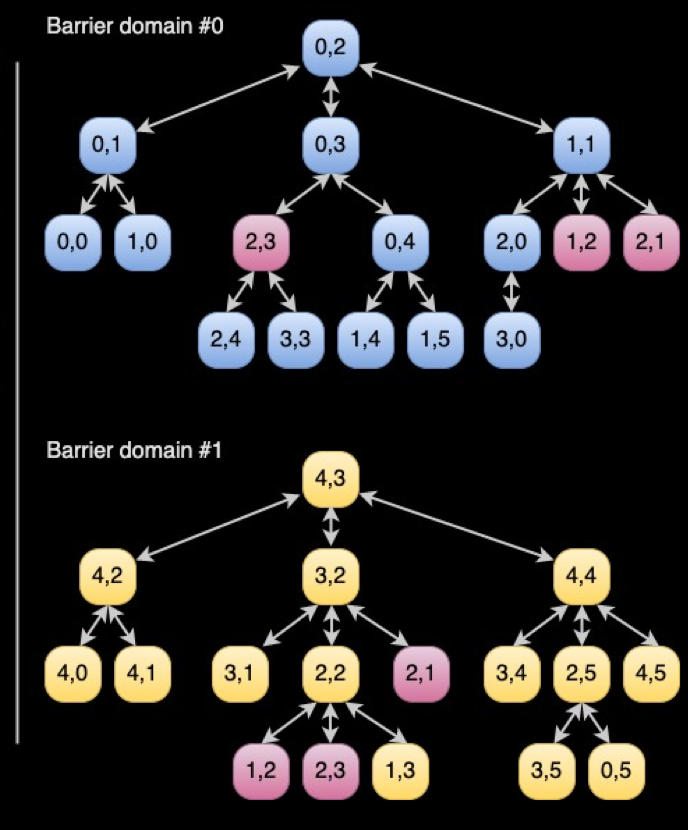 Barrier domain #0
0,2
0,1 0,3 1,1
0,0 1,0 2,3 0,4 2,0 1,2 2,1
2,4 3,3 1,4 1,5 3,0
Barrier domain #1
4,3
4,2 3,2 4,4
4,0 4,1 3,1 2,2 2,1 3,4 2,5 4,5
1,2 2,3 1,3 3,5 0,5